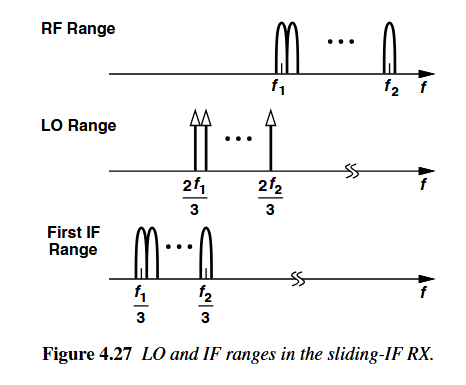 RF Range
f1 f2 f
LO Range
2f1 2f2 f
3 3
First IF
Range
f1 f2 f
3 3
Figure 4.27 LO and IF ranges in the sliding-IF RX.